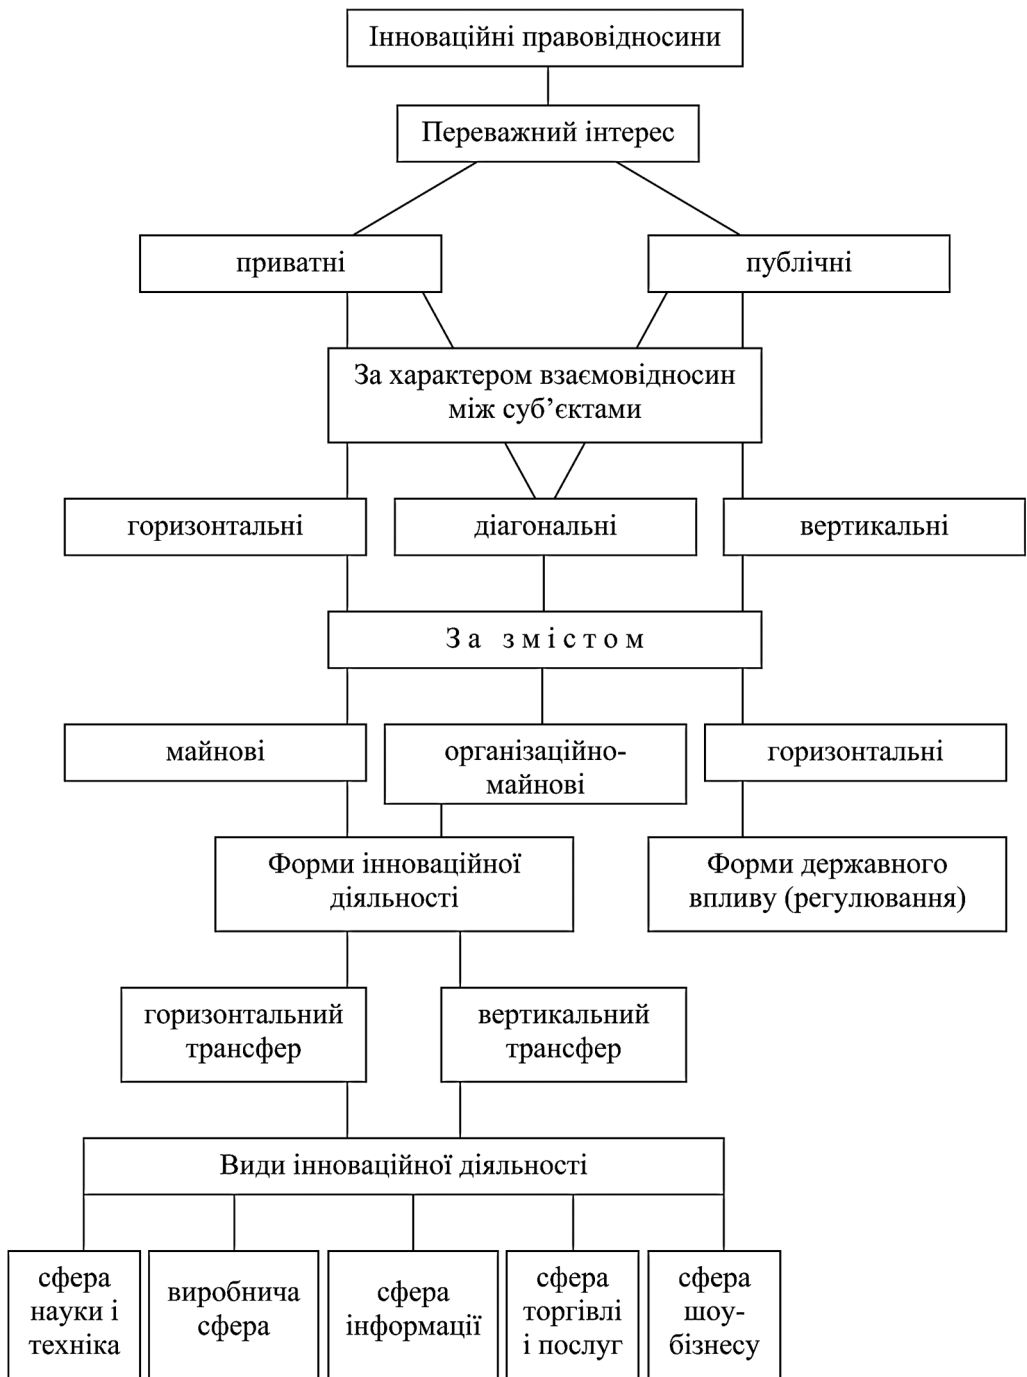 Інноваційні правовідносини
Переважний інтерес
приватні
публічні
За характером взаємовідносин
між суб’єктами
горизонтальні
діагональні
вертикальні
За змістом
майнові
організаційно-
майнові
горизонтальні
Форми інноваційної
діяльності
Форми державного
впливу (регулювання)
горизонтальний
трансфер
вертикальний
трансфер
Види інноваційної діяльності
сфера
науки і
техніка
виробнича
сфера
сфера
інформації
сфера
торгівлі
і послуг
сфера
шоу-
бізнесу